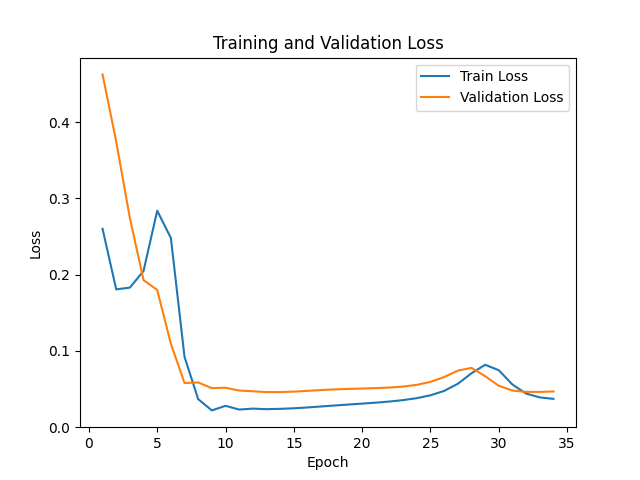 Training and Validation Loss
Train Loss
Validation Loss
Loss
0.4
0.3
0.2
0.1
0.0
0 5 10 15 20 25 30 35
Epoch